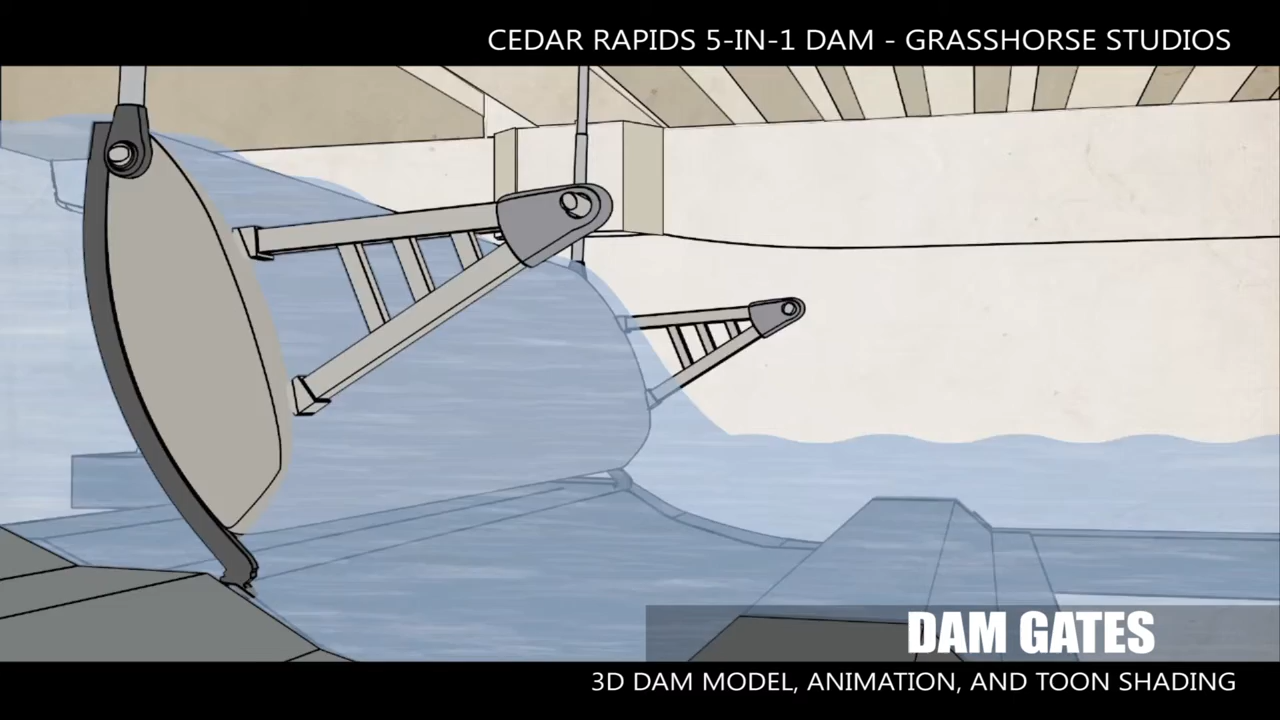 CEDAR RAPIDS 5-IN-1 DAM - GRASSHORSE STUDIOS
DAM GATES
3D DAM MODEL, ANIMATION, AND TOON SHADING